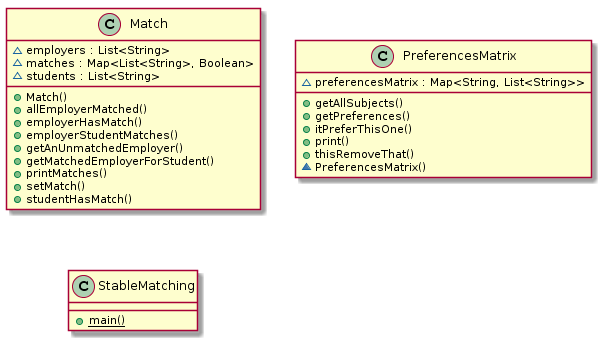 C Match
employers : List<String>
matches : Map<List<String>, Boolean>
students : List<String>
Match()
allEmployerMatched()
employerHasMatch()
employerStudentMatches()
getAnUnmatchedEmployer()
getMatchedEmployerForStudent()
printMatches()
setMatch()
studentHasMatch()
C PreferencesMatrix
preferencesMatrix : Map<String, List<String>>
getAllSubjects()
getPreferences()
itPreferThisOne()
print()
thisRemoveThat()
PreferencesMatrix()
C StableMatching
main()